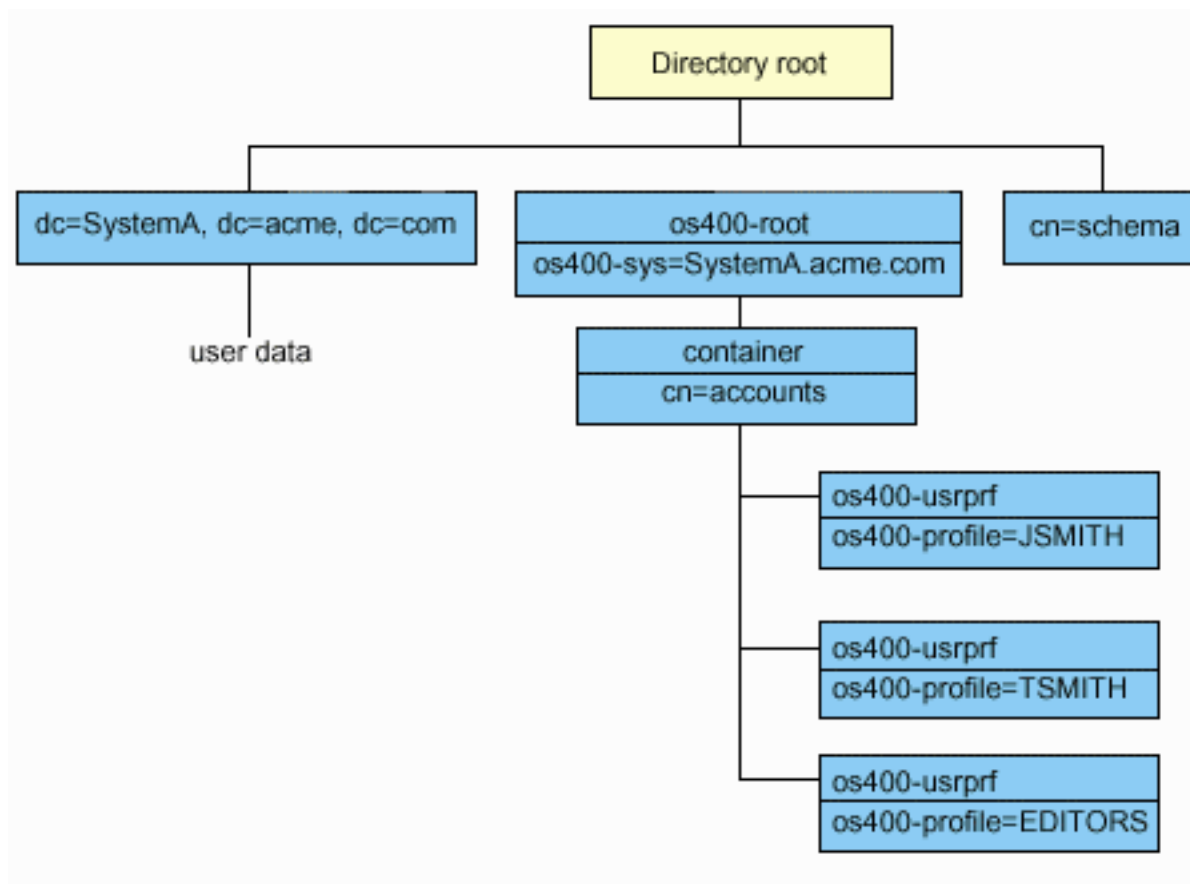 Directory root
dc=SystemA, dc=acme, dc=com
os400-root
os400-sys=SystemA.acme.com
cn=schema
user data
container
cn=accounts
os400-usrprf
os400-profile=JSMITH
os400-usrprf
os400-profile=TSMITH
os400-usrprf
os400-profile=EDITORS